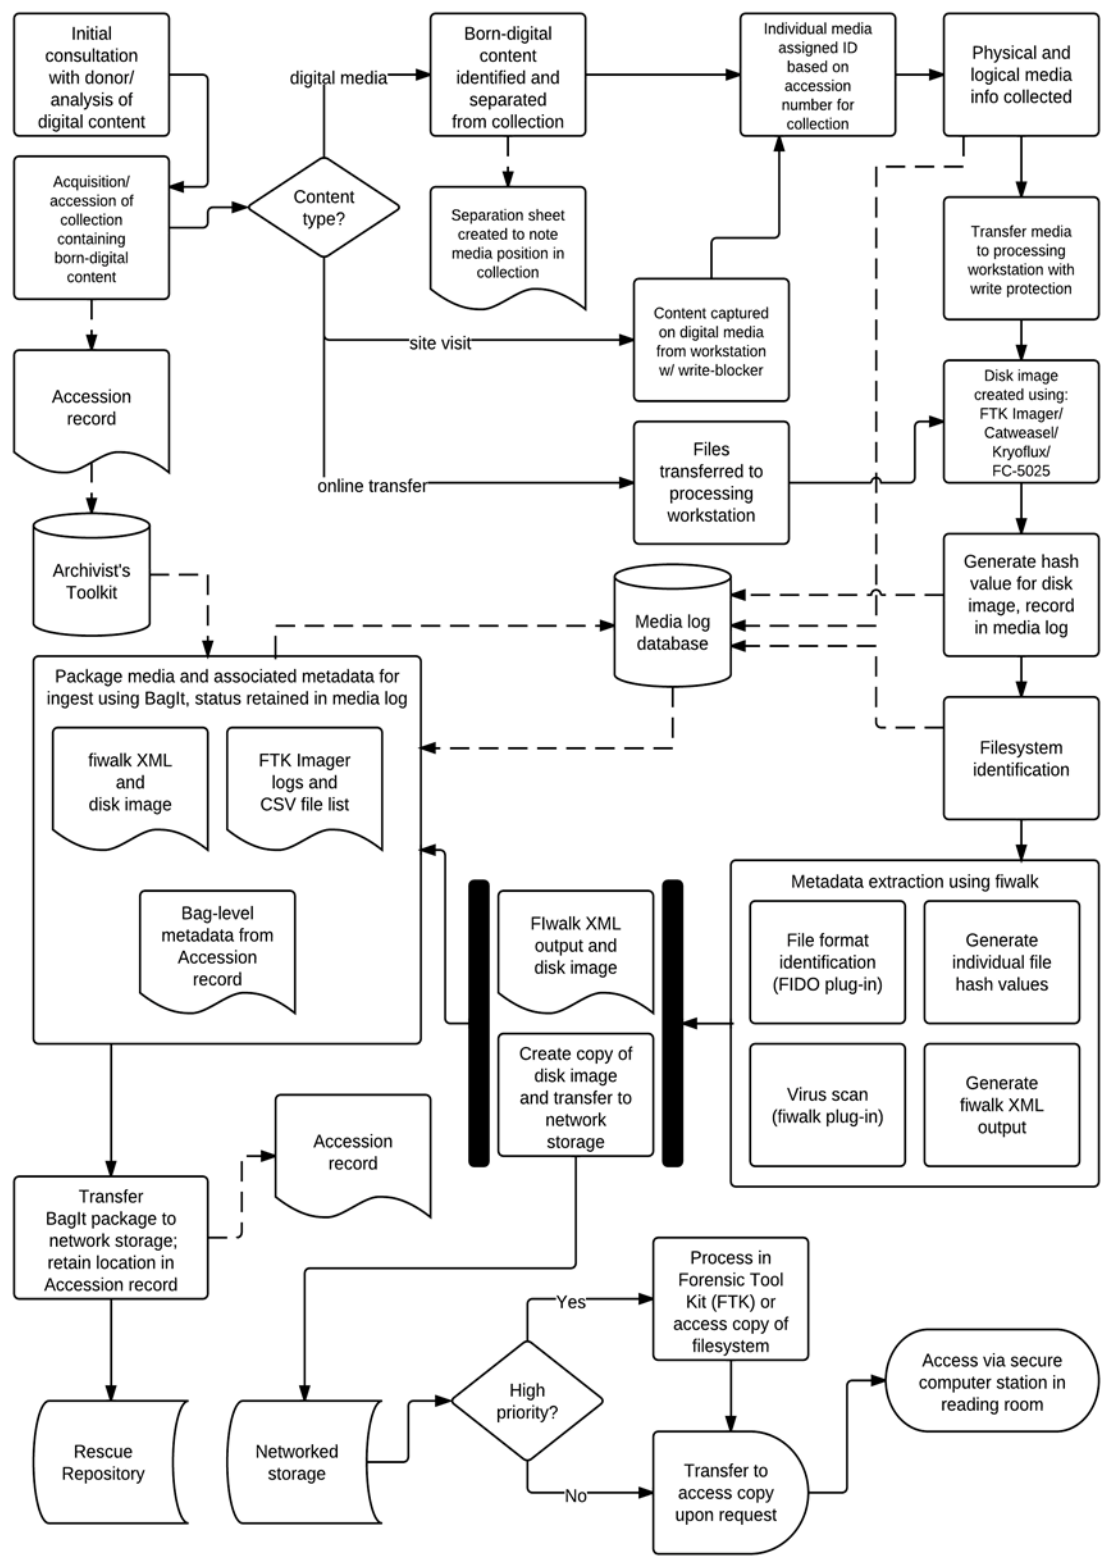 Initial
consultation
with donor/
analysis of
digital content
digital media
Born-digital
content
identified and
separated
from collection
Individual media
assigned ID
based on
accession
number for
collection
Physical and
logical media
info collected
Acquisition/
accession of
collection
containing
born-digital
content
Content
type?
Separation sheet
created to note
media position in
collection
Transfer media
to processing
workstation with
write protection
site visit
Content captured
on digital media
from workstation
w/ write-blocker
Accession
record
Disk image
created using:
FTK Imager/
Catweasel/
Kryoflux/
FC-5025
online transfer
Files
transferred to
processing
workstation
Archivist's
Toolkit
Media log
database
Generate hash
value for disk
image, record
in media log
Package media and associated metadata for
ingest using BagIt, status retained in media log
fiwalk XML
and
disk image
FTK Imager
logs and
CSV file list
Bag-level
metadata from
Accession
record
Filesystem
identification
Metadata extraction using fiwalk
File format
identification
(FIDO plug-in)
Generate
individual file
hash values
Virus scan
(fiwalk plug-in)
Generate
fiwalk XML
output
FIwalk XML
output and
disk image
Create copy of
disk image
and transfer to
network
storage
Accession
record
Transfer
BagIt package to
network storage;
retain location in
Accession record
Yes
Process in
Forensic Tool
Kit (FTK) or
access copy of
filesystem
High
priority?
Access via secure
computer station in
reading room
Rescue
Repository
Networked
storage
No
Transfer to
access copy
upon request